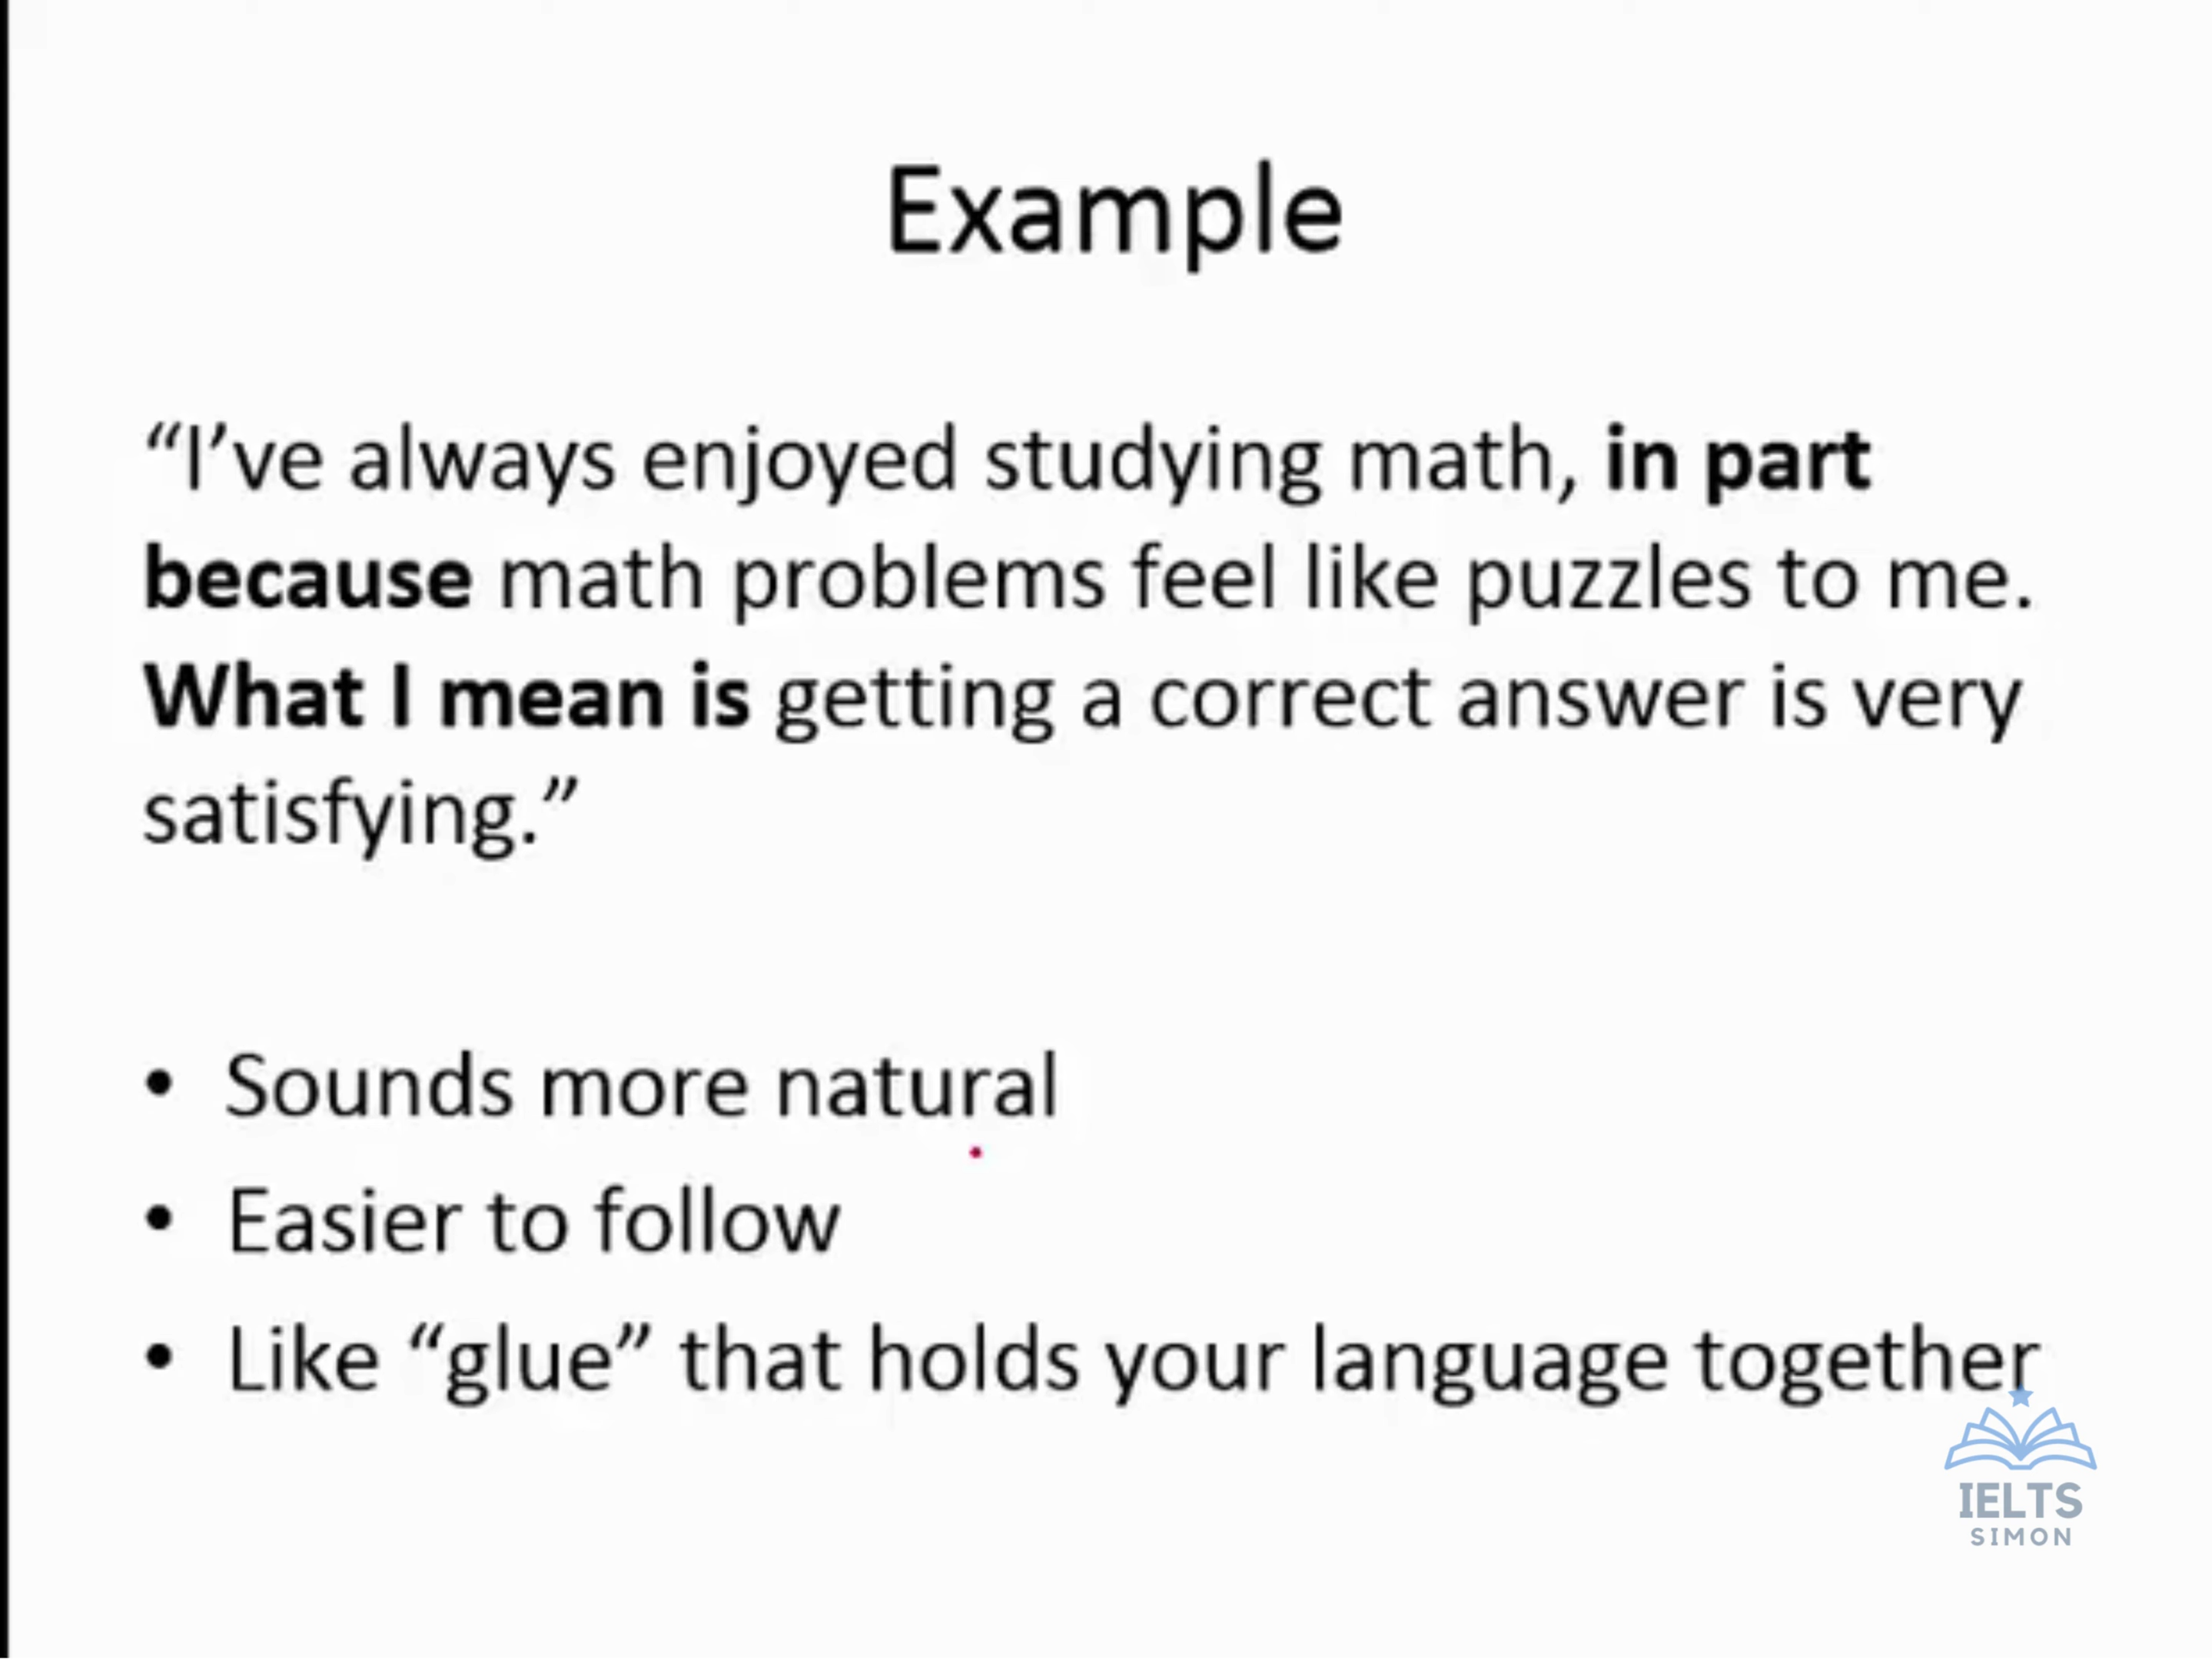 Example
“I’ve always enjoyed studying math, in part
because math problems feel like puzzles to me.
What I mean is getting a correct answer is very
satisfying.”
• Sounds more natural
• Easier to follow
• Like “glue” that holds your language together
IELTS
SIMON